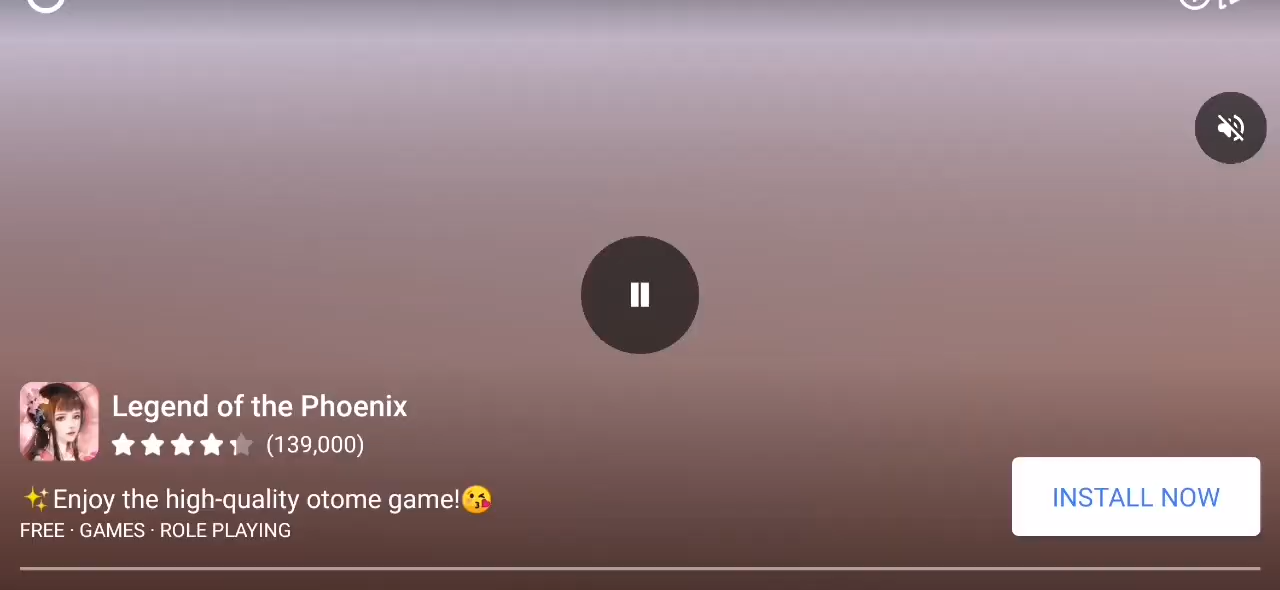 Legend of the Phoenix
(139,000)
✨Enjoy the high-quality otome game!😘
FREE · GAMES · ROLE PLAYING
INSTALL NOW